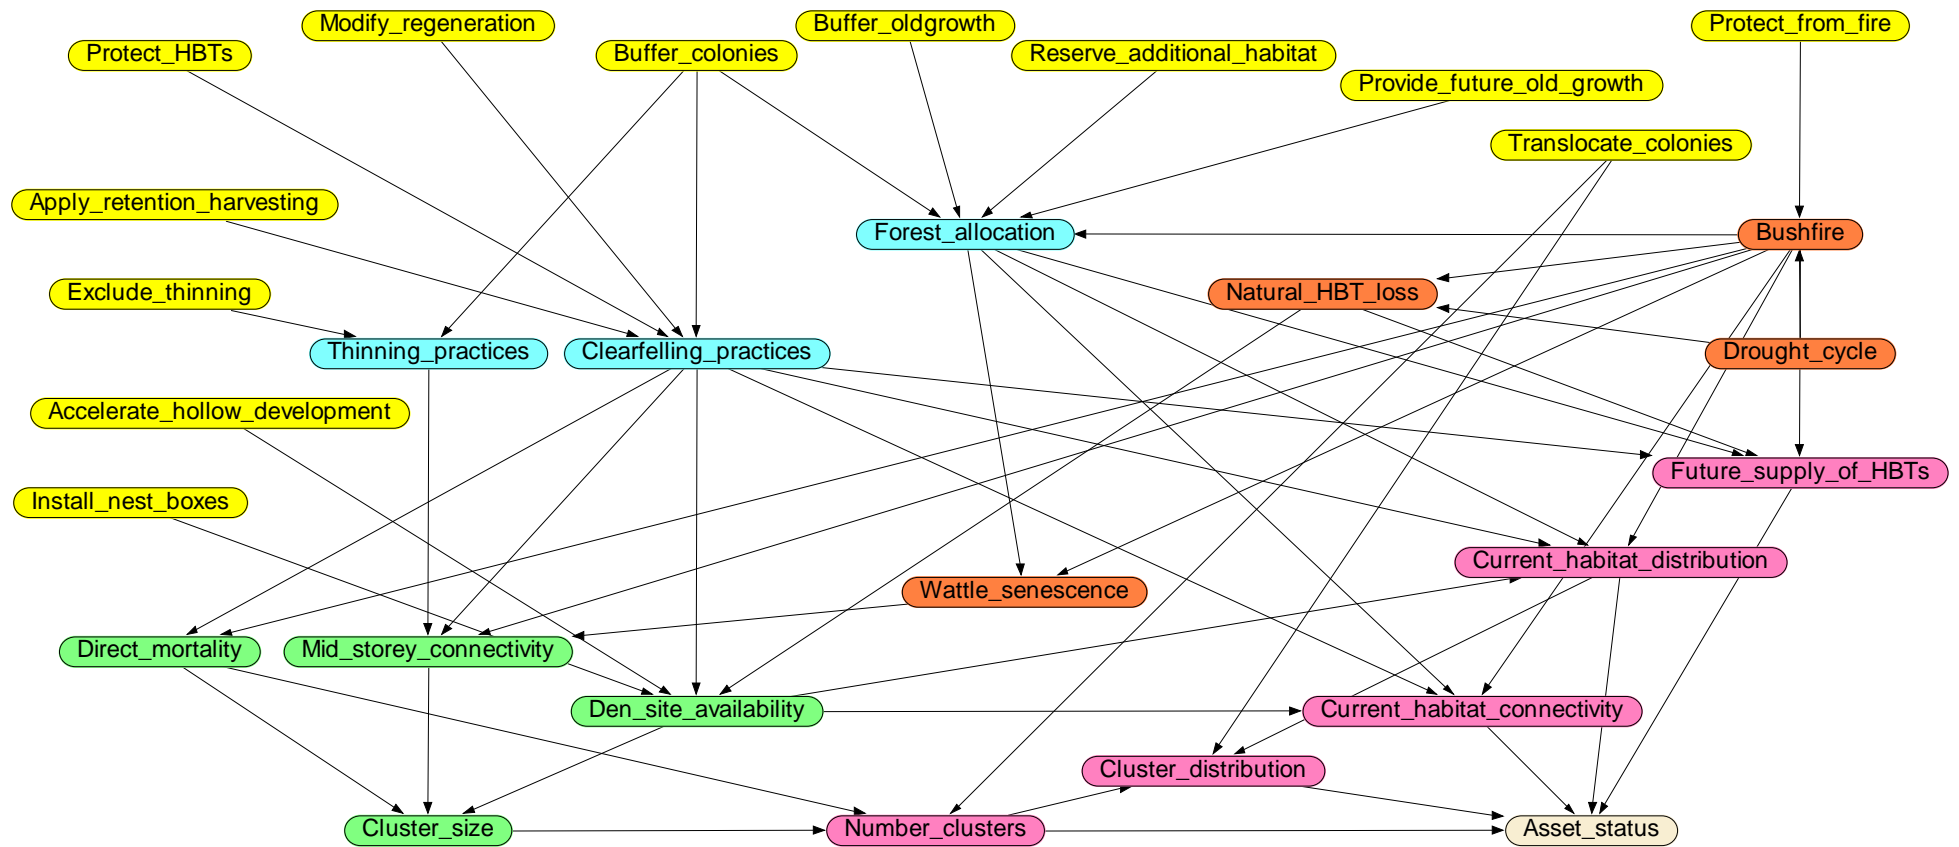 Modify_regeneration
Buffer_oldgrowth
Protect_from_fire
Protect_HBTs
Buffer_colonies
Reserve_additional_habitat
Provide_future_old_growth
Translocate_colonies
Apply_retention_harvesting
Forest_allocation
Bushfire
Exclude_thinning
Natural_HBT_loss
Thinning_practices
Clearfelling_practices
Drought_cycle
Accelerate_hollow_development
Future_supply_of_HBTs
Install_nest_boxes
Current_habitat_distribution
Wattle_senescence
Direct_mortality
Mid_storey_connectivity
Den_site_availability
Current_habitat_connectivity
Cluster_distribution
Cluster_size
Number_clusters
Asset_status